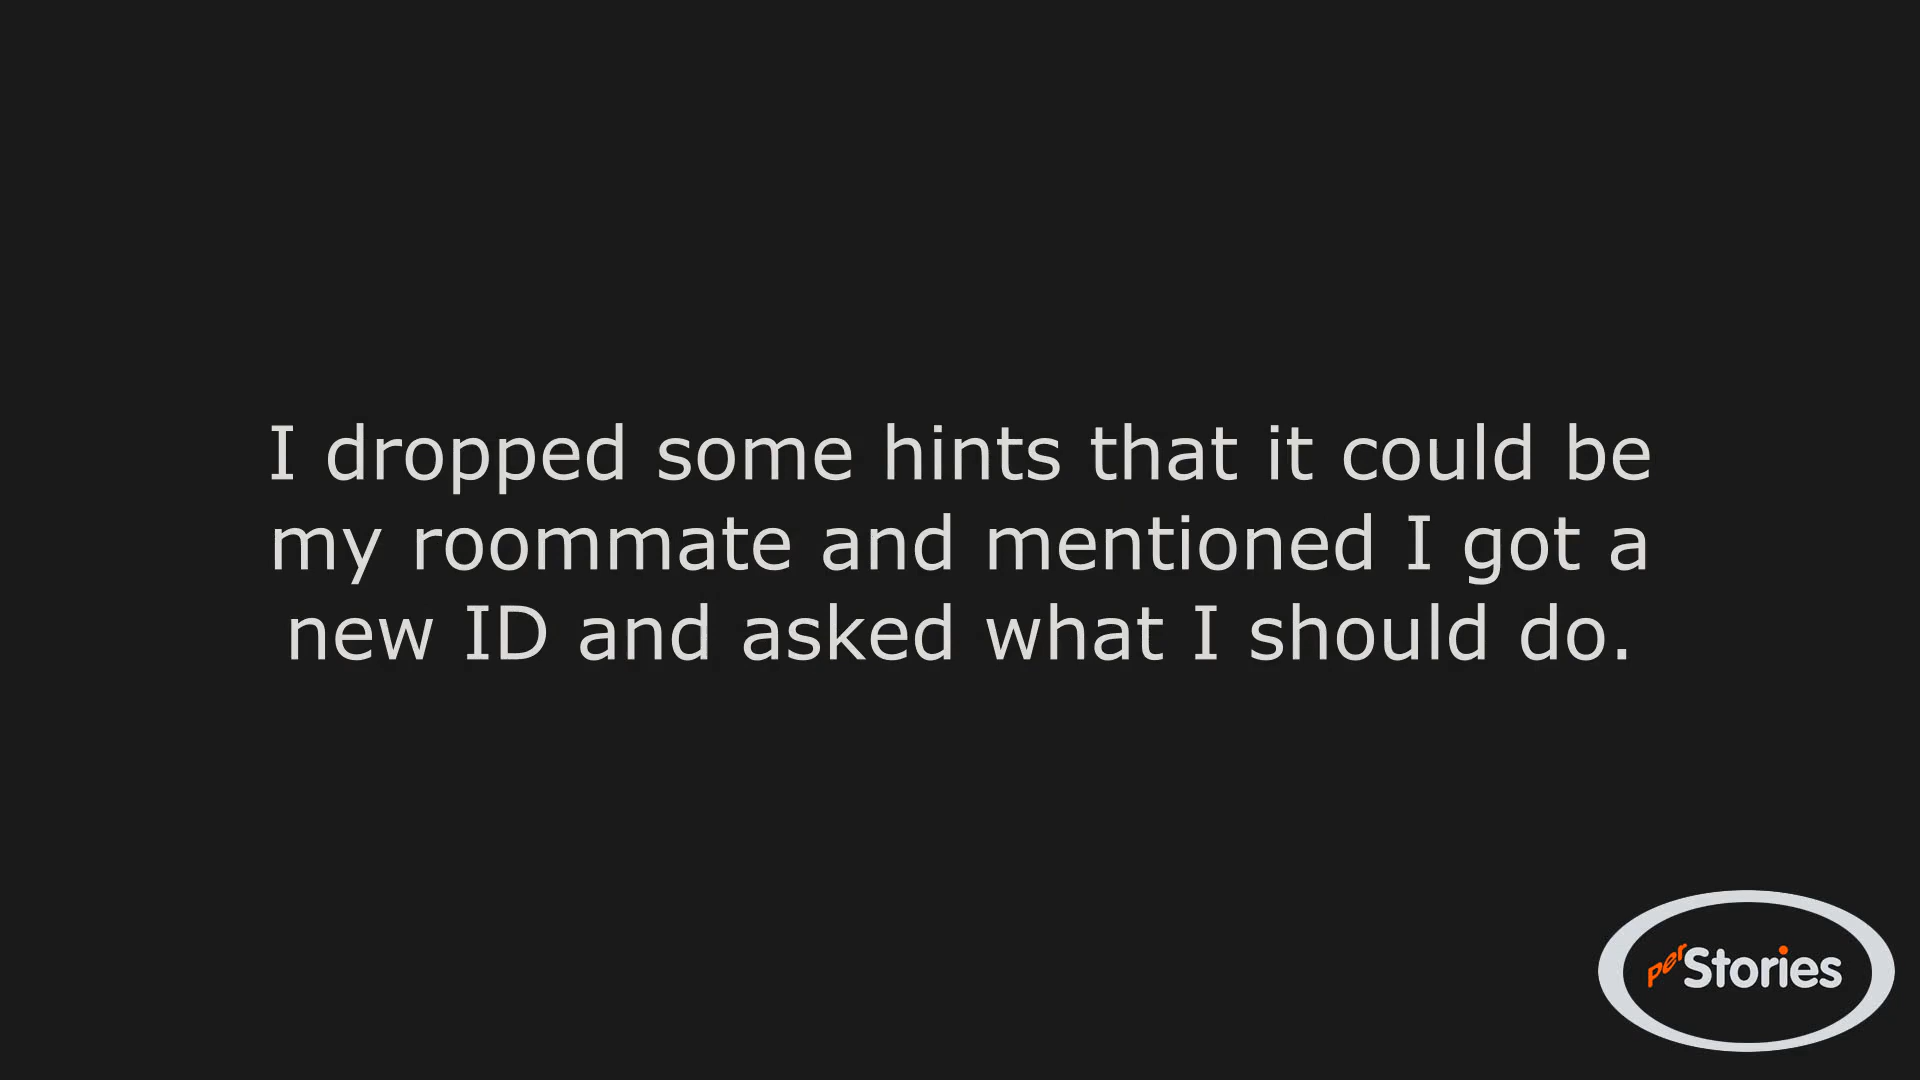 I dropped some hints that it could be
my roommate and mentioned I got a
new ID and asked what I should do.
perStories